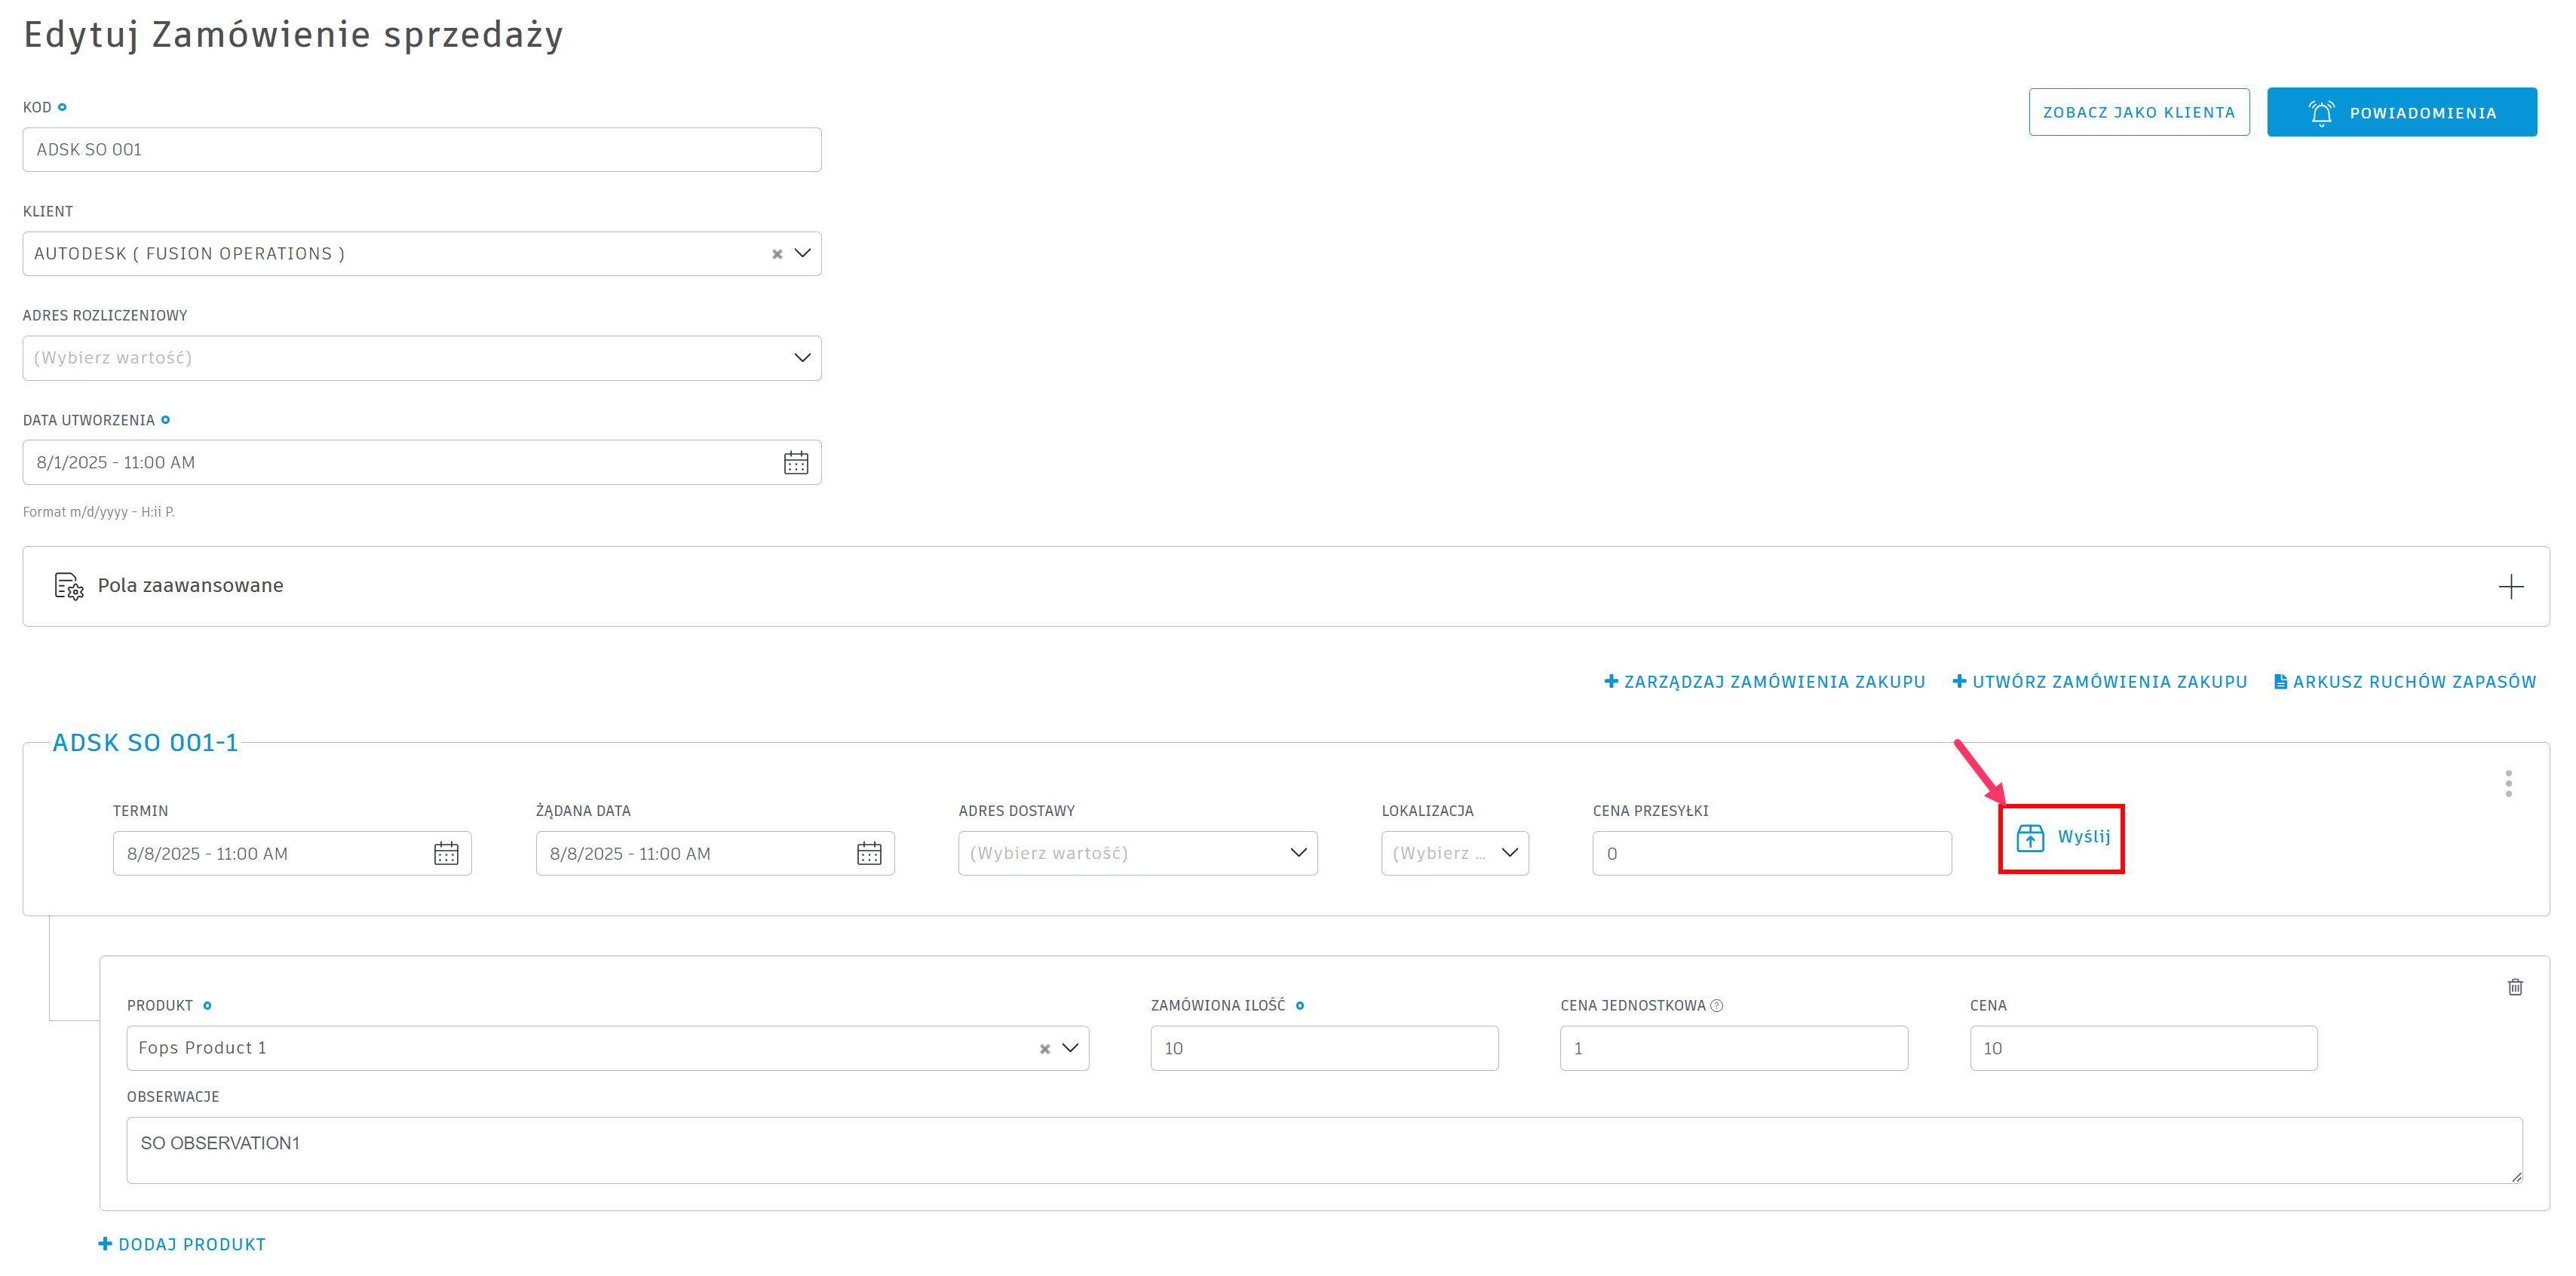 Edytuj Zamówienie sprzedaży
ZOBACZ JAKO KLIENTA POWIADOMIENIA
KOD
ADSK SO 001
KLIENT
AUTODESK ( FUSION OPERATIONS )
ADRES ROZLICZENIOWY
(Wybierz wartość)
DATA UTWORZENIA
8/1/2025 - 11:00 AM
Format m/d/yyyy - H:ii P.
Pola zaawansowane
ZARZĄDZAJ ZAMÓWIENIA ZAKUPU UTWÓRZ ZAMÓWIENIA ZAKUPU ARKUSZ RUCHÓW ZAPASÓW
ADSK SO 001-1
TERMIN ŻĄDANA DATA ADRES DOSTAWY LOKALIZACJA CENA PRZESYŁKI
8/8/2025 - 11:00 AM 8/8/2025 - 11:00 AM (Wybierz wartość) (Wybierz ... 0 Wyślij
PRODUKT ZAMÓWIONA ILOŚĆ CENA JEDNOSTKOWA ? CENA
Fops Product 1 10 1 10
OBSERWACJE
SO OBSERVATION1
DODAJ PRODUKT